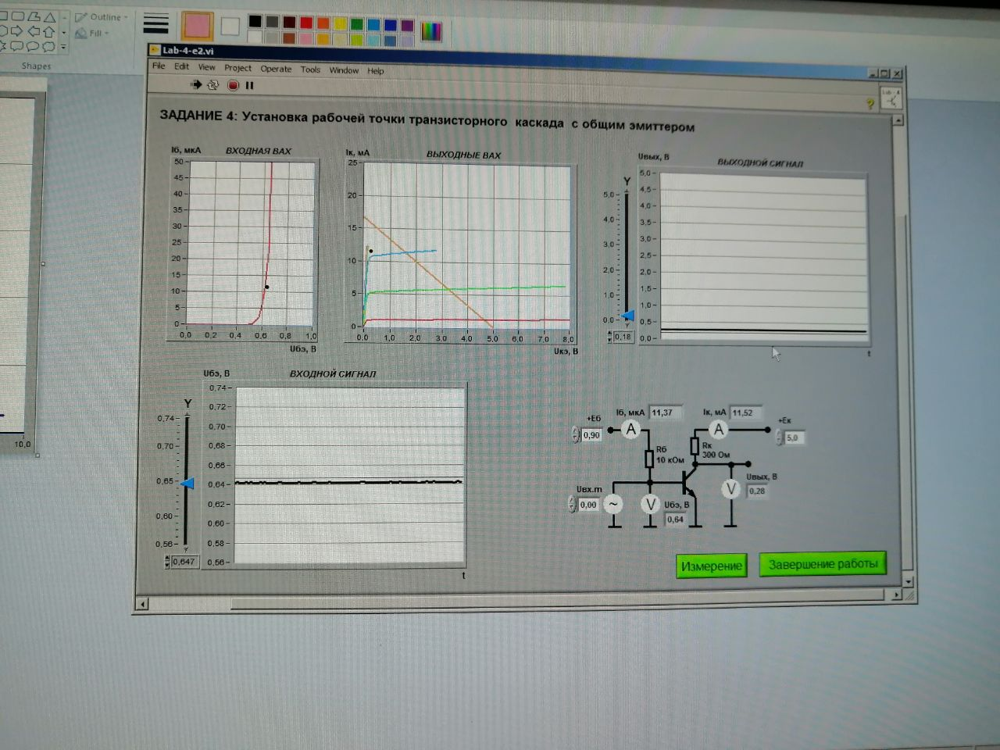 Outline
Fill
Shapes
Lab-4-e2.vi
File Edit View Project Operate Tools Window Help
Lab - 4
ЗАДАНИЕ 4: Установка рабочей точки транзисторного каскада с общим эмиттером
Iб, мкА ВХОДНАЯ ВАХ
50
45
40
35
30
25
20
15
10
5
0
0,0 0,2 0,4 0,6 0,8 1,0
Uбэ, В
Iк, мА ВЫХОДНЫЕ ВАХ
25
20
15
10
5
0
0,0 1,0 2,0 3,0 4,0 5,0 6,0 7,0 8,0
Uкэ, В
Uвых, В ВЫХОДНОЙ СИГНАЛ
Y
5,0
4,0
3,0
2,0
1,0
0,0
0,18
5,0
4,5
4,0
3,5
3,0
2,5
2,0
1,5
1,0
0,5
0,0
t
Uбэ, В ВХОДНОЙ СИГНАЛ
Y
0,74
0,70
0,65
0,60
0,56
0,647
0,74
0,72
0,70
0,68
0,66
0,64
0,62
0,60
0,58
0,56
t
Iб, мкА 11,37 Iк, мА 11,52
+Eб A A +Eк
0,90 5,0
Rб
10 кОм
Rк
300 Ом
Uвх.m
0,00 ~ V Uбэ, В
0,64
V Uвых, В
0,28
Измерение Завершение работы
10,0